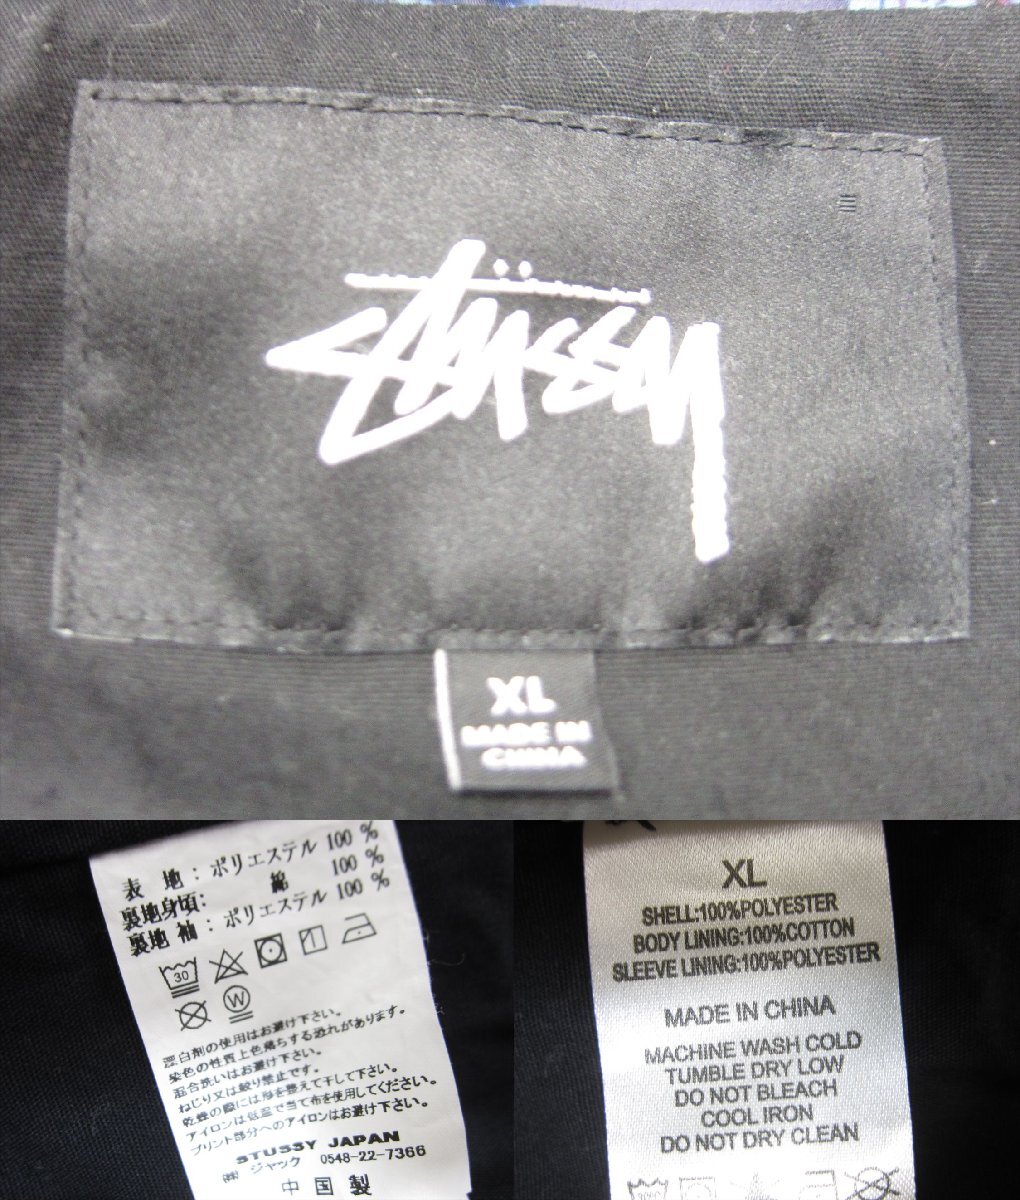 Stüssy
XL
MADE IN
CHINA
表 地 : ポリエステル 100 %
裏地身頃: 綿 100 %
裏地 袖 : ポリエステル 100 %
30
W
漂白剤の使用はお避け下さい。
染色の性質上色落ちする恐れがあります。
混合洗いはお避け下さい。
ねじり又は絞り禁止です。
乾燥の際には形を整えて干して下さい。
アイロンは低温で当て布を使用してください。
プリント部分へのアイロンはお避け下さい。
STUSSY JAPAN
㈱ ジャック 0548-22-7366
中 国 製
XL
SHELL:100%POLYESTER
BODY LINING:100%COTTON
SLEEVE LINING:100%POLYESTER
MADE IN CHINA
MACHINE WASH COLD
TUMBLE DRY LOW
DO NOT BLEACH
COOL IRON
DO NOT DRY CLEAN